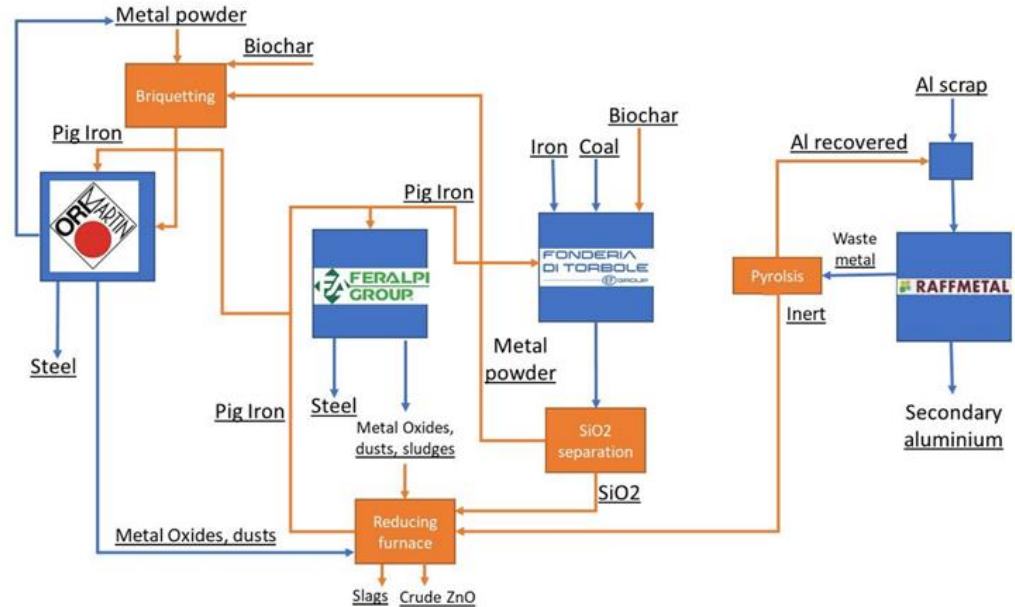 Metal powder
Biochar
Briquetting
Pig Iron
ORI
MARTIN
Steel
Metal Oxides, dusts
Pig Iron
Pig Iron
FERALPI
GROUP
Steel
Metal Oxides,
dusts, sludges
Reducing
furnace
Slags
Crude ZnO
Iron
Coal
Biochar
FONDERIA
DI TORBOLE
GROUP
Metal
powder
SiO2
separation
SiO2
Al scrap
Al recovered
Waste
metal
Pyrolsis
Inert
RAFFMETAL
Secondary
aluminium